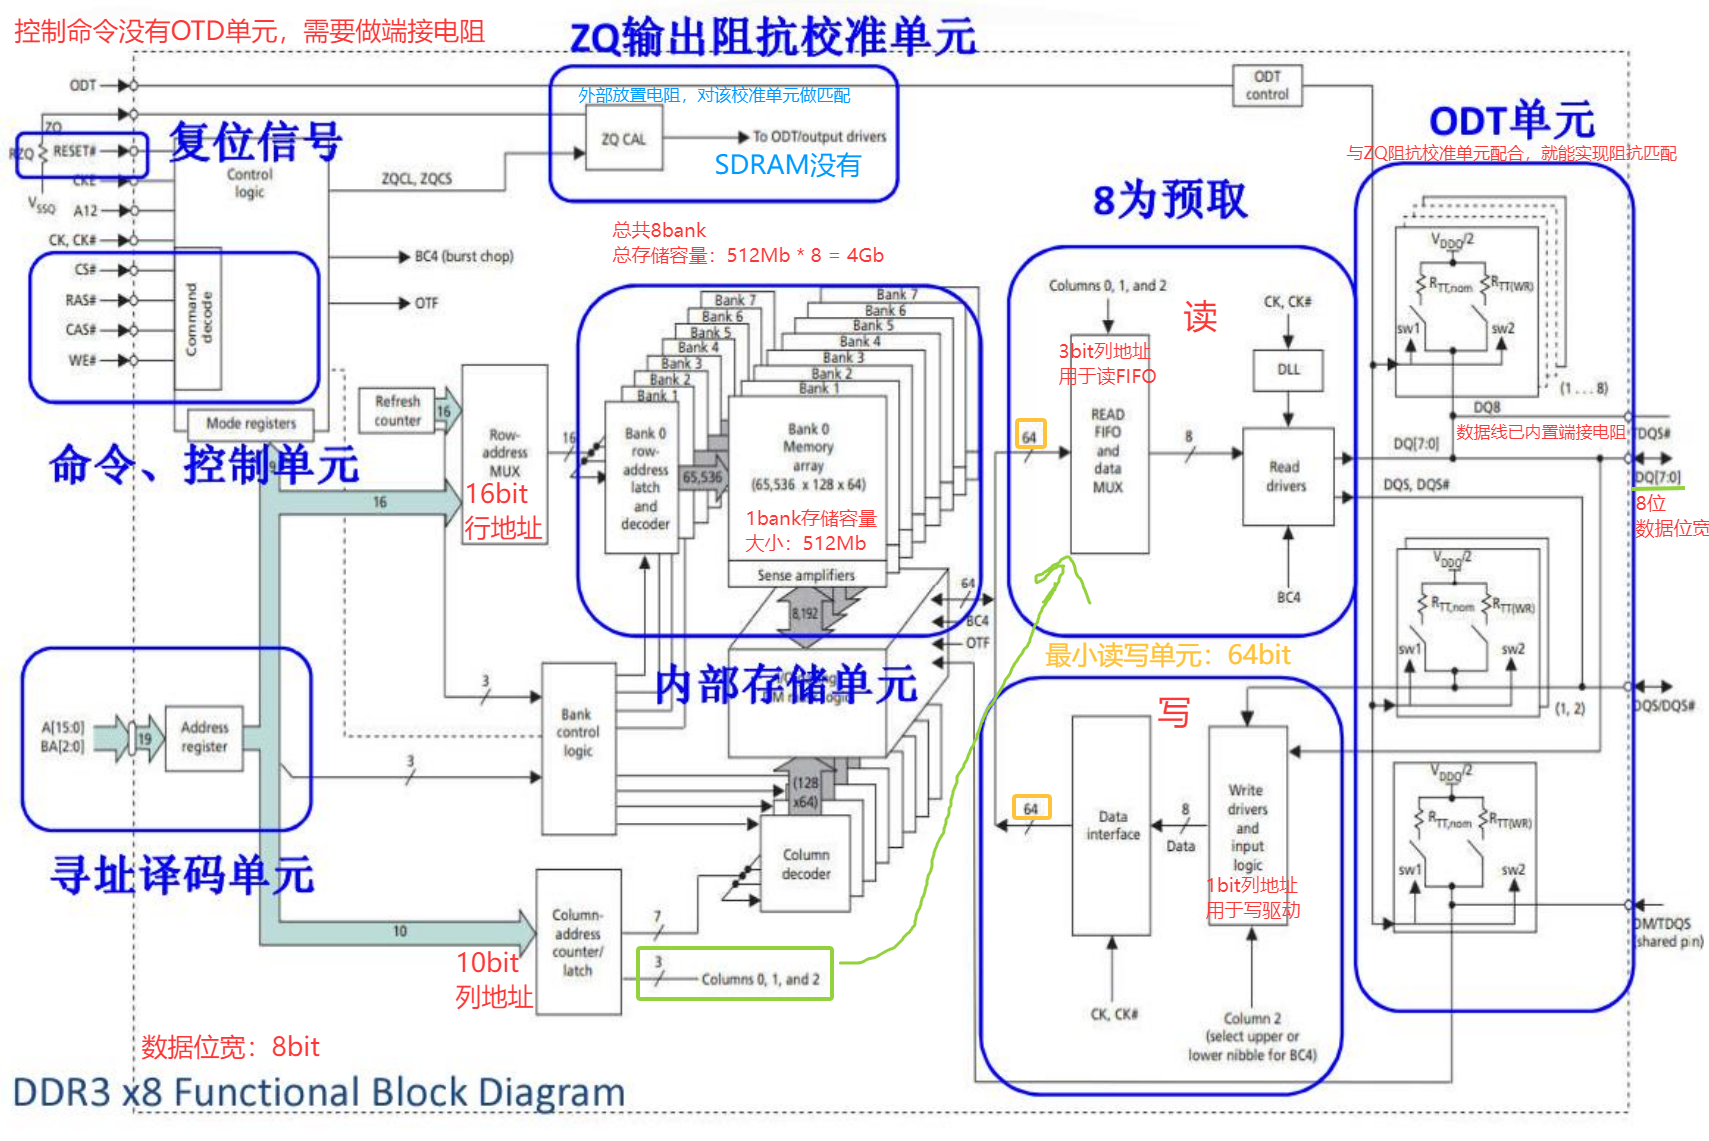 控制命令没有OTD单元，需要做端接电阻
ZQ输出阻抗校准单元
ODT
ODT
control
外部放置电阻，对该校准单元做匹配
ZQ CAL
To ODT/output drivers
SDRAM没有
ZQ
RZQ
RESET#
复位信号
CKE
VSSQ
A12
CK, CK#
Control
logic
ZQCL, ZQCS
BC4 (burst chop)
OTF
CS#
RAS#
CAS#
WE#
Command
decode
Mode registers
命令、控制单元
ODT单元
与ZQ阻抗校准单元配合，就能实现阻抗匹配
8为预取
总共8bank
总存储容量：512Mb * 8 = 4Gb
Refresh
counter
16
Row-
address
MUX
16bit
行地址
16
16
9
Bank 7
Bank 6
Bank 5
Bank 4
Bank 3
Bank 2
Bank 1
Bank 0
row-
address
latch
and
decoder
65,536
Bank 7
Bank 6
Bank 5
Bank 4
Bank 3
Bank 2
Bank 1
Bank 0
Memory
array
(65,536 x 128 x 64)
1bank存储容量
大小：512Mb
Sense amplifiers
8,192
内部存储单元
64
BC4
OTF
Columns 0, 1, and 2
读
CK, CK#
DLL
3bit列地址
用于读FIFO
READ
FIFO
and
data
MUX
64
8
Read
drivers
BC4
DQ8
DQ[7:0]
DQS, DQS#
VDDQ/2
RTT,nom
RTT(WR)
sw1
sw2
(1 . . . 8)
数据线已内置端接电阻
TDQS#
DQ[7:0]
8位
数据位宽
VDDQ/2
RTT,nom
RTT(WR)
sw1
sw2
(1, 2)
DQS/DQS#
VDDQ/2
RTT,nom
RTT(WR)
sw1
sw2
DM/TDQS
(shared pin)
最小读写单元：64bit
写
64
Data
interface
8
Data
Write
drivers
and
input
logic
1bit列地址
用于写驱动
CK, CK#
Column 2
(select upper or
lower nibble for BC4)
A[15:0]
BA[2:0]
19
Address
register
寻址译码单元
3
3
Bank
control
logic
(128
x64)
Column
decoder
10
10bit
列地址
Column-
address
counter/
latch
7
3
Columns 0, 1, and 2
数据位宽：8bit
DDR3 x8 Functional Block Diagram